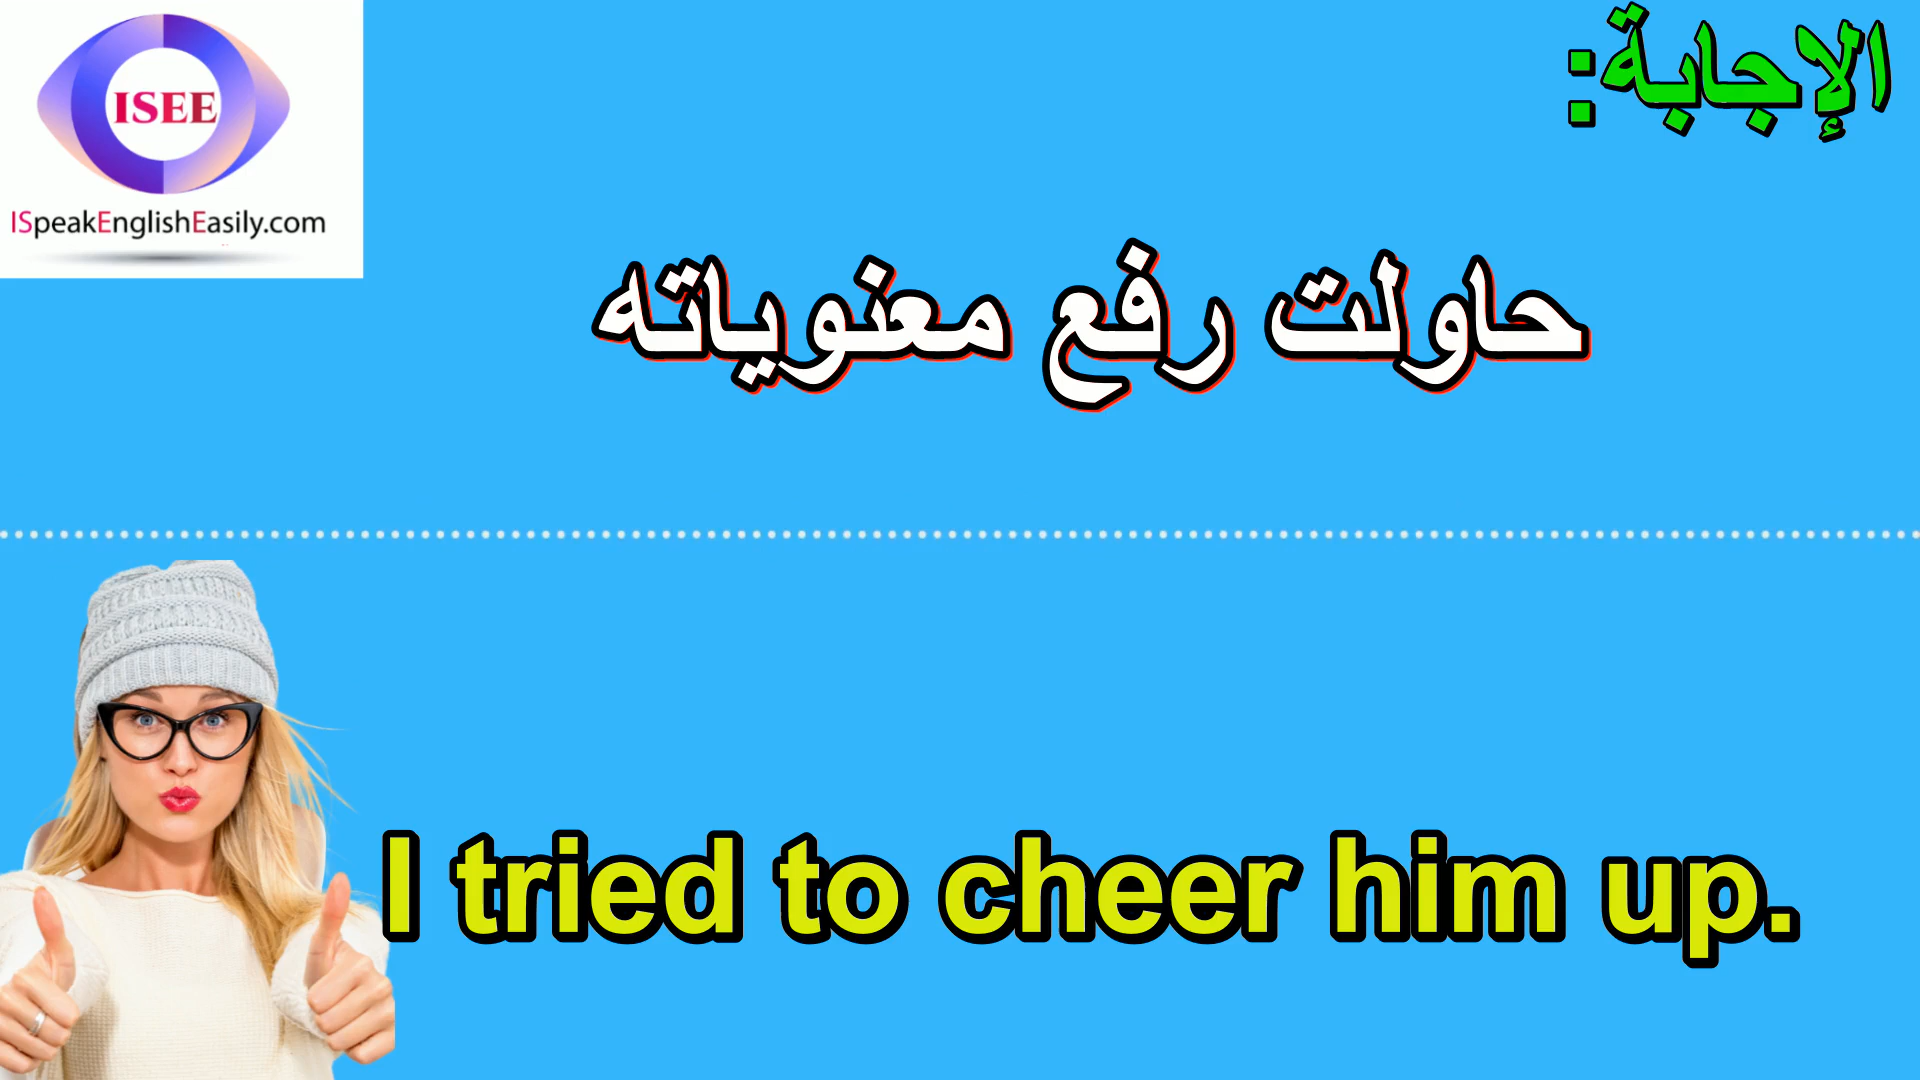 ISEE
ISpeakEnglishEasily.com
الإجابة:
حاولت رفع معنوياته
I tried to cheer him up.